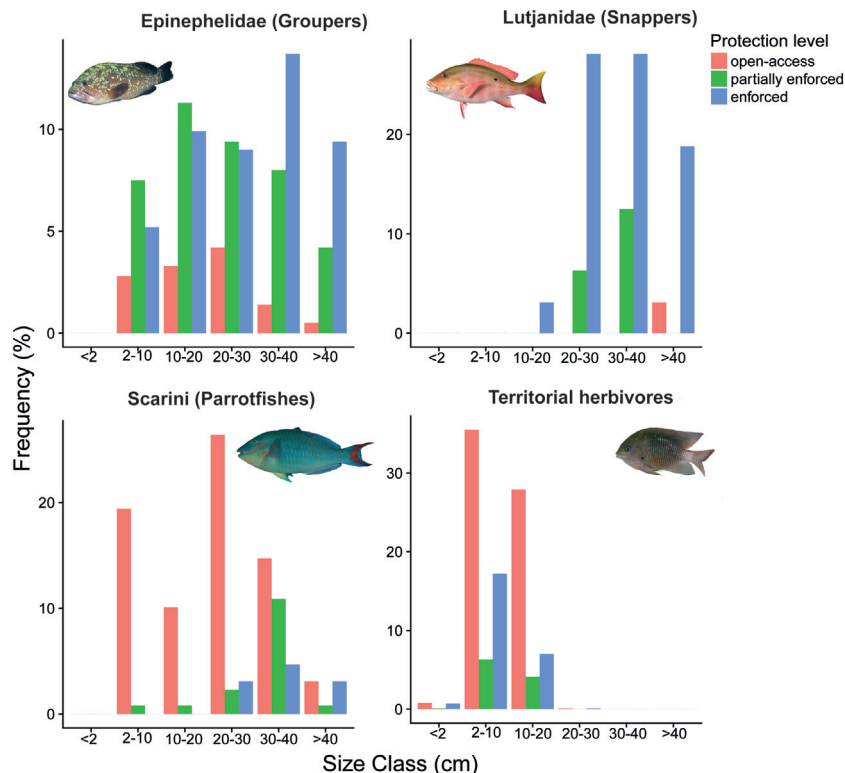 Epinephelidae (Groupers)
Lutjanidae (Snappers)
Protection level
open-access
partially enforced
enforced
10
5
0
20
10
0
<2 2-10 10-20 20-30 30-40 >40
<2 2-10 10-20 20-30 30-40 >40
Frequency (%)
Scarini (Parrotfishes)
Territorial herbivores
20
10
0
30
20
10
0
<2 2-10 10-20 20-30 30-40 >40
<2 2-10 10-20 20-30 30-40 >40
Size Class (cm)